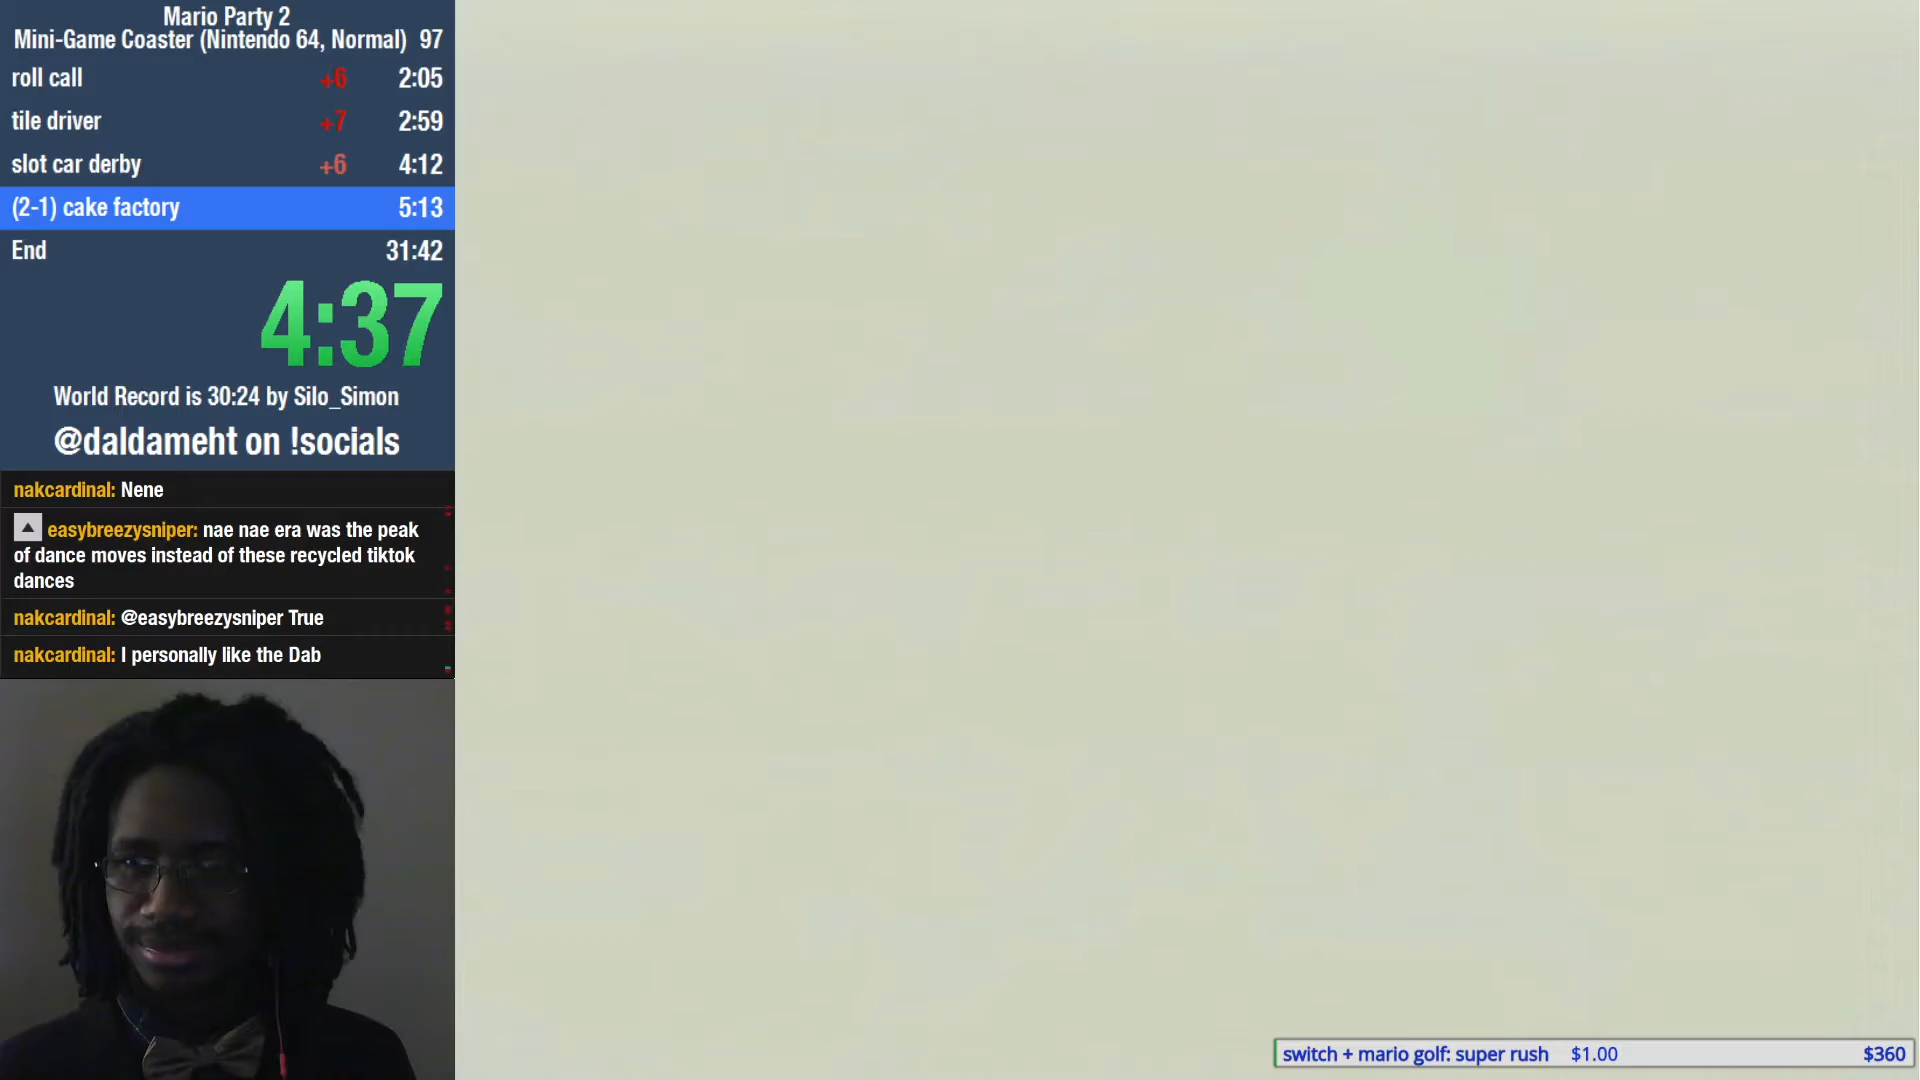 Mario Party 2
Mini-Game Coaster (Nintendo 64, Normal) 97
roll call +6 2:05
tile driver +7 2:59
slot car derby +6 4:12
(2-1) cake factory 5:13
End 31:42
4:37
World Record is 30:24 by Silo_Simon
@daldameht on !socials
nakcardinal: Nene
easybreezysniper: nae nae era was the peak
of dance moves instead of these recycled tiktok
dances
nakcardinal: @easybreezysniper True
nakcardinal: I personally like the Dab
switch + mario golf: super rush $1.00 $360